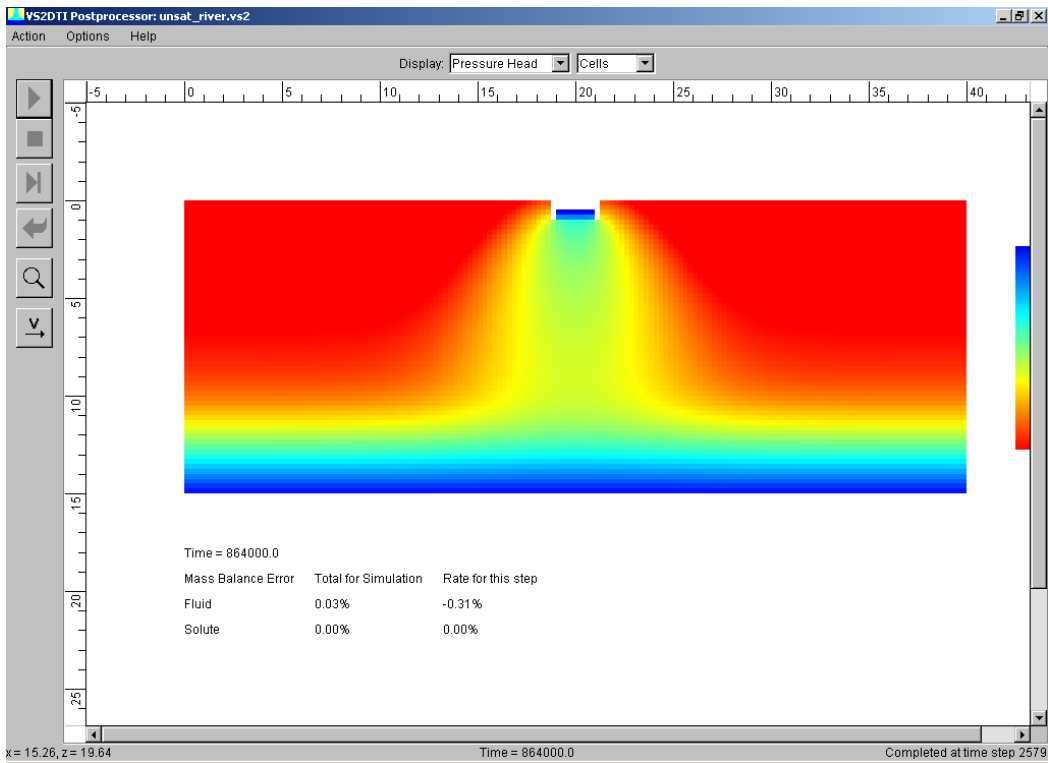 VS2DTI Postprocessor: unsat_river.vs2
Action Options Help
Display: Pressure Head Cells
-5 0 5 10 15 20 25 30 35 40
-5
0
5
10
15
20
25
V
Time = 864000.0
Mass Balance Error Total for Simulation Rate for this step
Fluid 0.03% -0.31%
Solute 0.00% 0.00%
x = 15.26, z = 19.64 Time = 864000.0 Completed at time step 2579